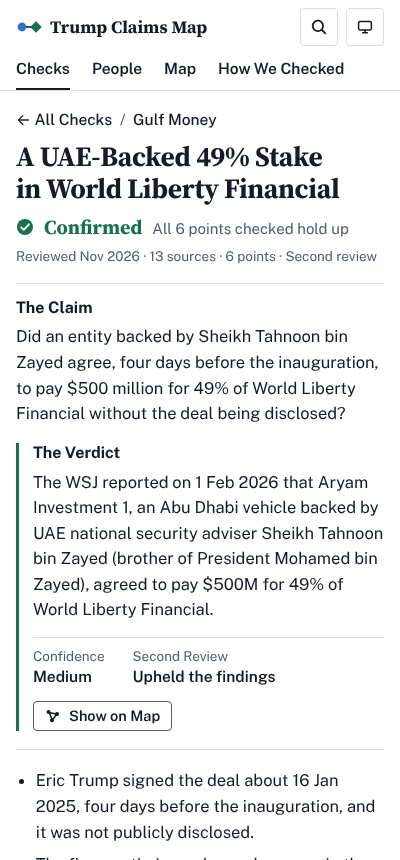 Trump Claims Map
Checks People Map How We Checked
← All Checks / Gulf Money
A UAE-Backed 49% Stake
in World Liberty Financial
Confirmed All 6 points checked hold up
Reviewed Nov 2026 · 13 sources · 6 points · Second review
The Claim
Did an entity backed by Sheikh Tahnoon bin
Zayed agree, four days before the inauguration,
to pay $500 million for 49% of World Liberty
Financial without the deal being disclosed?
The Verdict
The WSJ reported on 1 Feb 2026 that Aryam
Investment 1, an Abu Dhabi vehicle backed by
UAE national security adviser Sheikh Tahnoon
bin Zayed (brother of President Mohamed bin
Zayed), agreed to pay $500M for 49% of
World Liberty Financial.
Confidence Second Review
Medium Upheld the findings
Show on Map
• Eric Trump signed the deal about 16 Jan
2025, four days before the inauguration, and
it was not publicly disclosed.